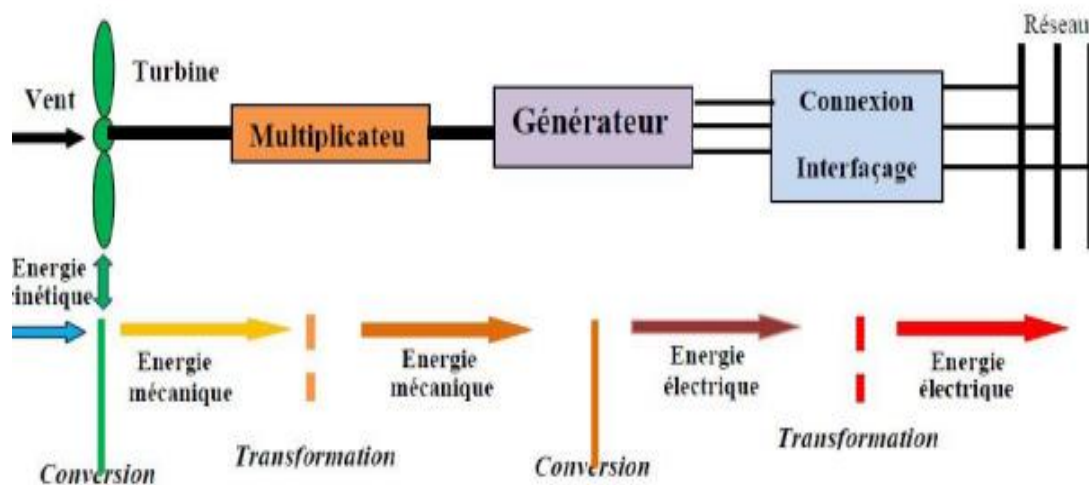 Réseau
Turbine
Vent
Multiplicateu
Générateur
Connexion
Interfaçage
Energie
cinétique
Energie
mécanique
Energie
mécanique
Energie
électrique
Energie
électrique
Conversion
Transformation
Conversion
Transformation